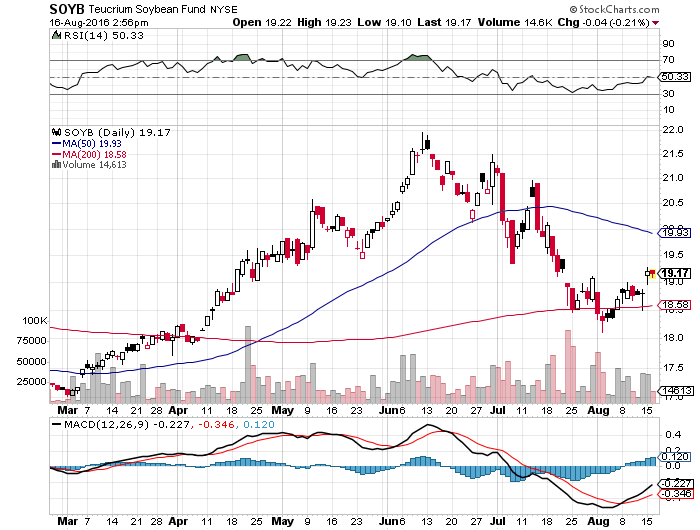 SOYB Teucrium Soybean Fund NYSE © StockCharts.com
16-Aug-2016 2:56pm Open 19.22 High 19.23 Low 19.10 Last 19.17 Volume 14.6K Chg -0.04 (-0.21%)
RSI(14) 50.33
90
70
50.33
30
10
SOYB (Daily) 19.17
MA(50) 19.93
MA(200) 18.58
Volume 14,613
22.0
21.5
21.0
20.5
19.93
19.5
19.17
19.0
18.58
18.0
17.5
100K
75000
50000
25000
14613
Mar 7 14 21 28 Apr 11 18 25 May 9 16 23 Jun 6 13 20 27 Jul 11 18 25 Aug 8 15
MACD(12,26,9) -0.227, -0.346, 0.120
0.4
0.2
0.120
0.0
-0.227
-0.346
Mar 7 14 21 28 Apr 11 18 25 May 9 16 23 Jun 6 13 20 27 Jul 11 18 25 Aug 8 15